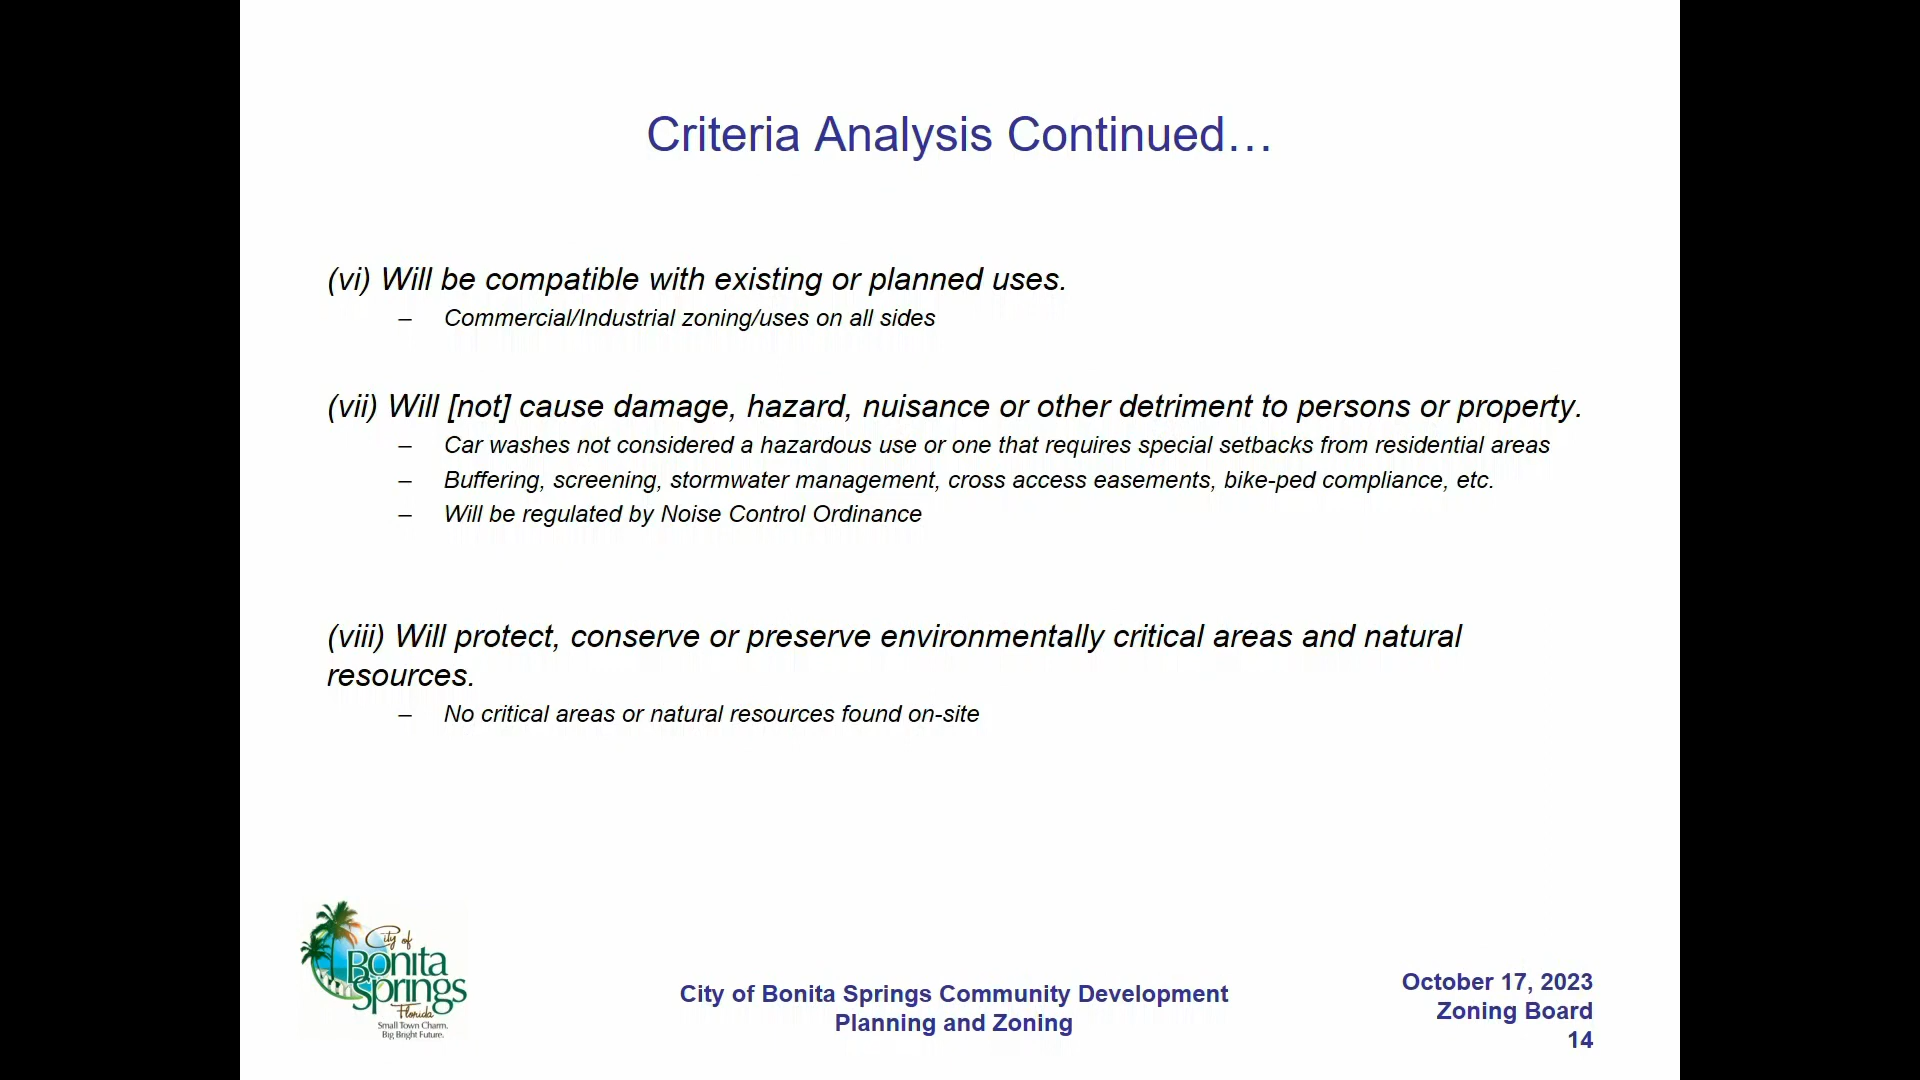 Criteria Analysis Continued…
(vi) Will be compatible with existing or planned uses.
– Commercial/Industrial zoning/uses on all sides
(vii) Will [not] cause damage, hazard, nuisance or other detriment to persons or property.
– Car washes not considered a hazardous use or one that requires special setbacks from residential areas
– Buffering, screening, stormwater management, cross access easements, bike-ped compliance, etc.
– Will be regulated by Noise Control Ordinance
(viii) Will protect, conserve or preserve environmentally critical areas and natural
resources.
– No critical areas or natural resources found on-site
City of
Bonita
Springs
Florida
Small Town Charm.
Big Bright Future.
City of Bonita Springs Community Development
Planning and Zoning
October 17, 2023
Zoning Board
14